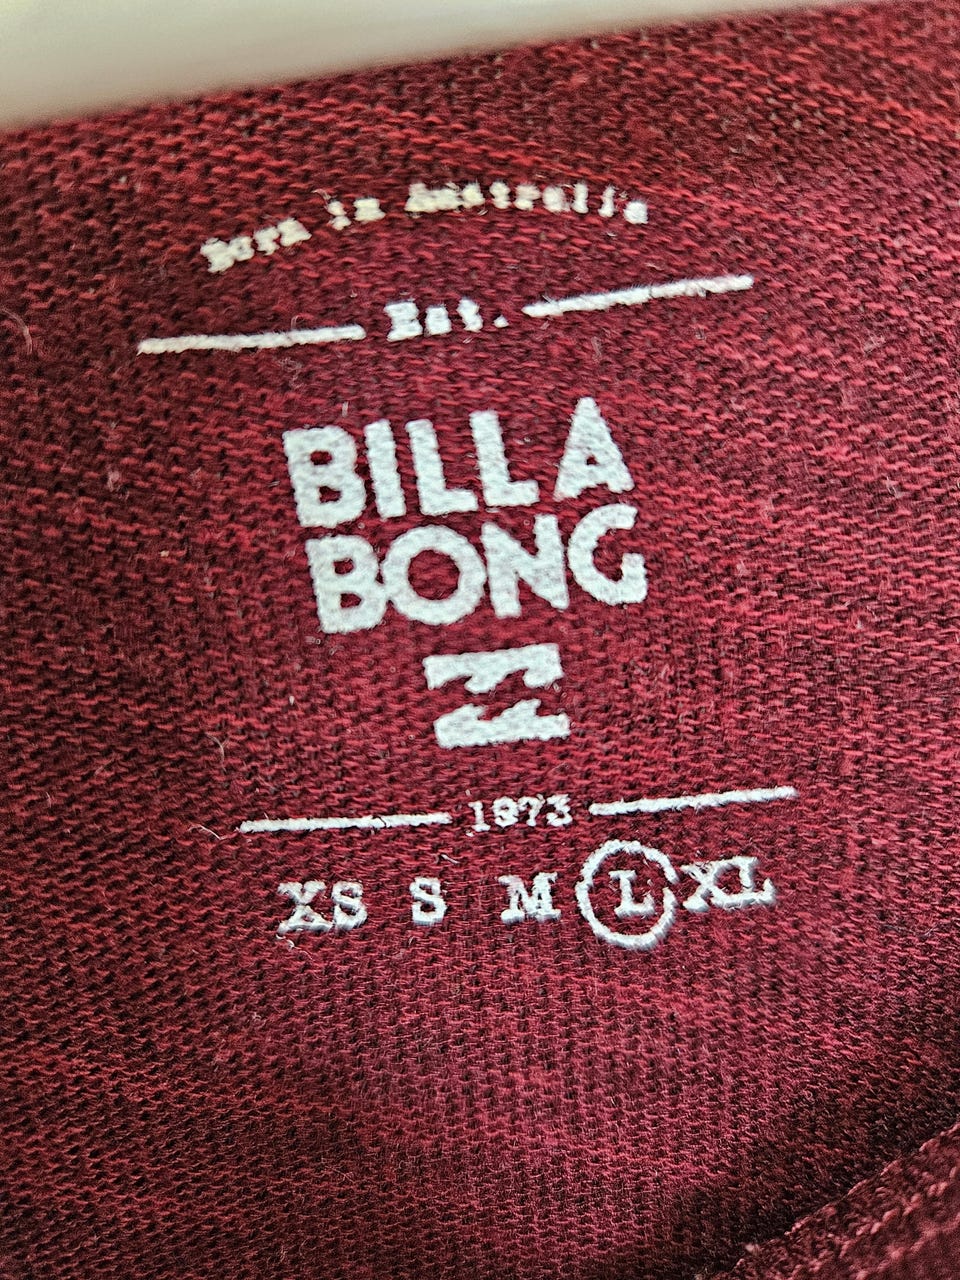 Born in Australia
Est.
BILLA
BONG
1973
XS S M L XL